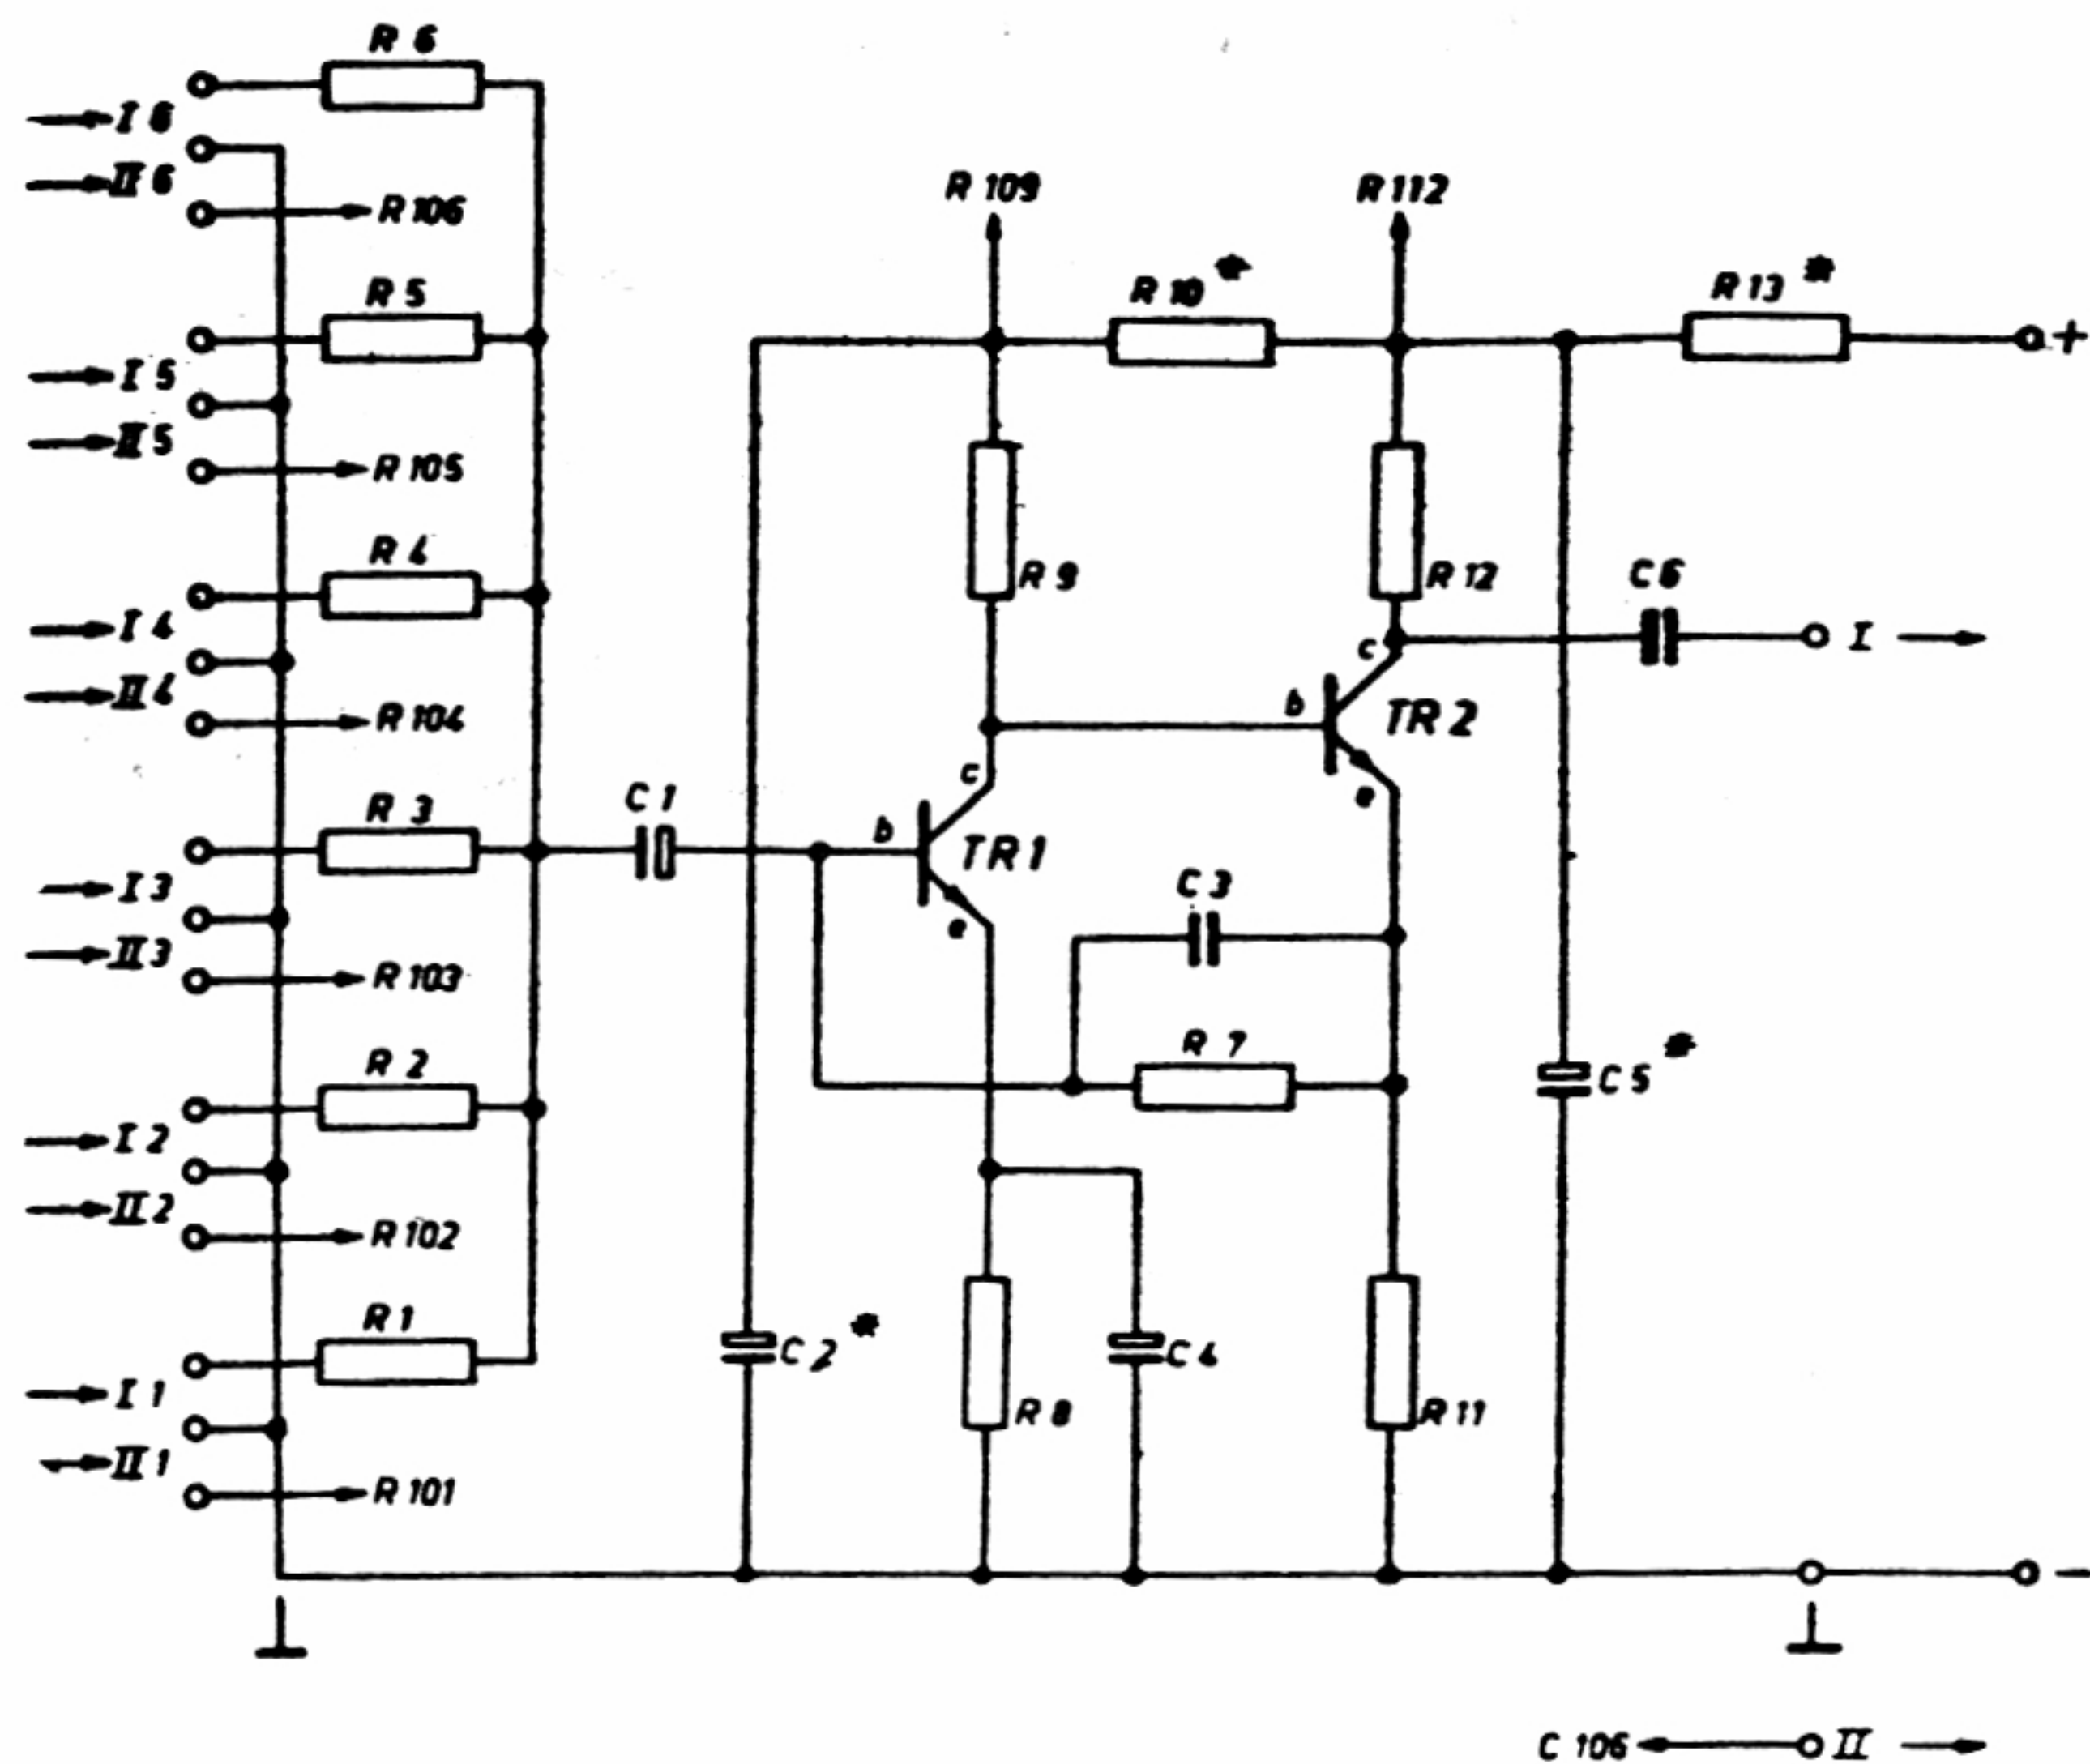 R 6
I 6
II 6
R 106
R 5
I 5
II 5
R 105
R 4
I 4
II 4
R 104
R 3
I 3
II 3
R 103
R 2
I 2
II 2
R 102
R 1
I 1
II 1
R 101
C 1
R 109
R 112
R 10 *
R 13 *
+
R 9
R 12
C 6
I
c
b
TR 2
e
c
b
TR 1
e
C 3
R 7
C 5 *
C 2 *
C 4
R 8
R 11
-
C 106
II